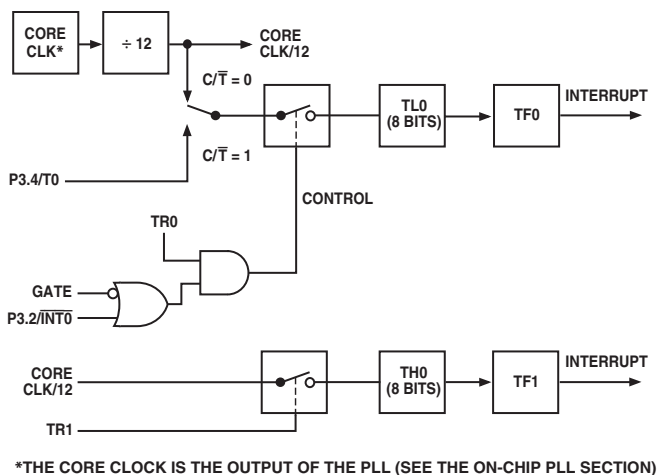 CORE
CLK*
÷ 12
CORE
CLK/12
C/T̅ = 0
TL0
(8 BITS)
TF0
INTERRUPT
C/T̅ = 1
P3.4/T0
CONTROL
TR0
GATE
P3.2/I̅N̅T̅0̅
CORE
CLK/12
TH0
(8 BITS)
TF1
INTERRUPT
TR1
*THE CORE CLOCK IS THE OUTPUT OF THE PLL (SEE THE ON-CHIP PLL SECTION)